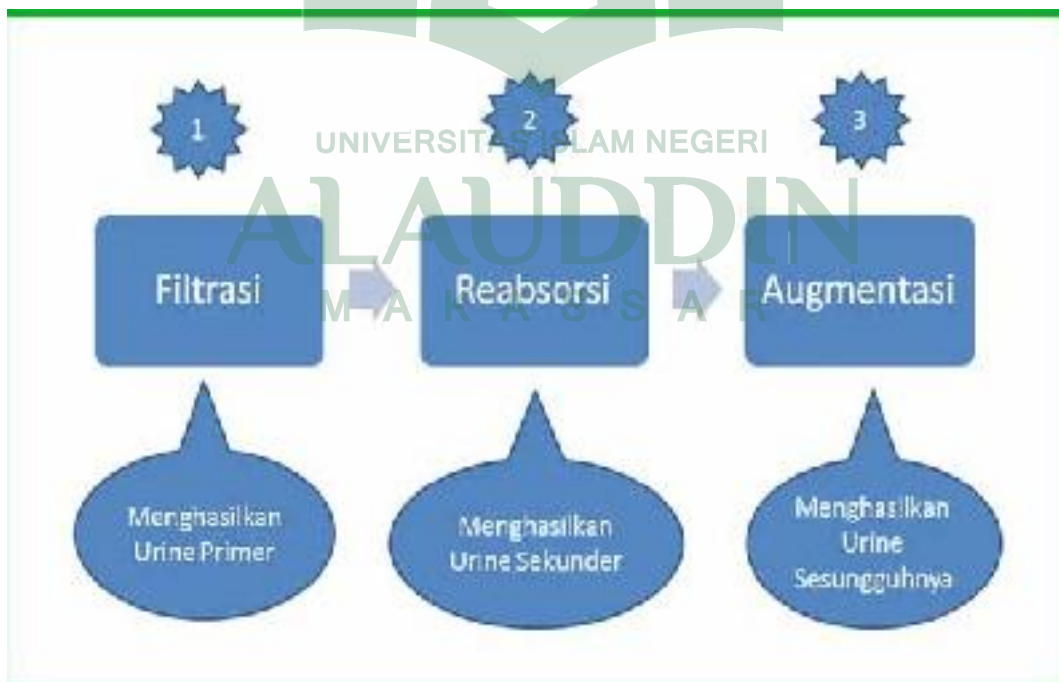 1
2
3
UNIVERSITAS ISLAM NEGERI
ALAUDDIN
MAKASSAR
Filtrasi
Reabsorsi
Augmentasi
Menghasilkan
Urine Primer
Menghasilkan
Urine Sekunder
Menghasilkan
Urine
Sesungguhnya